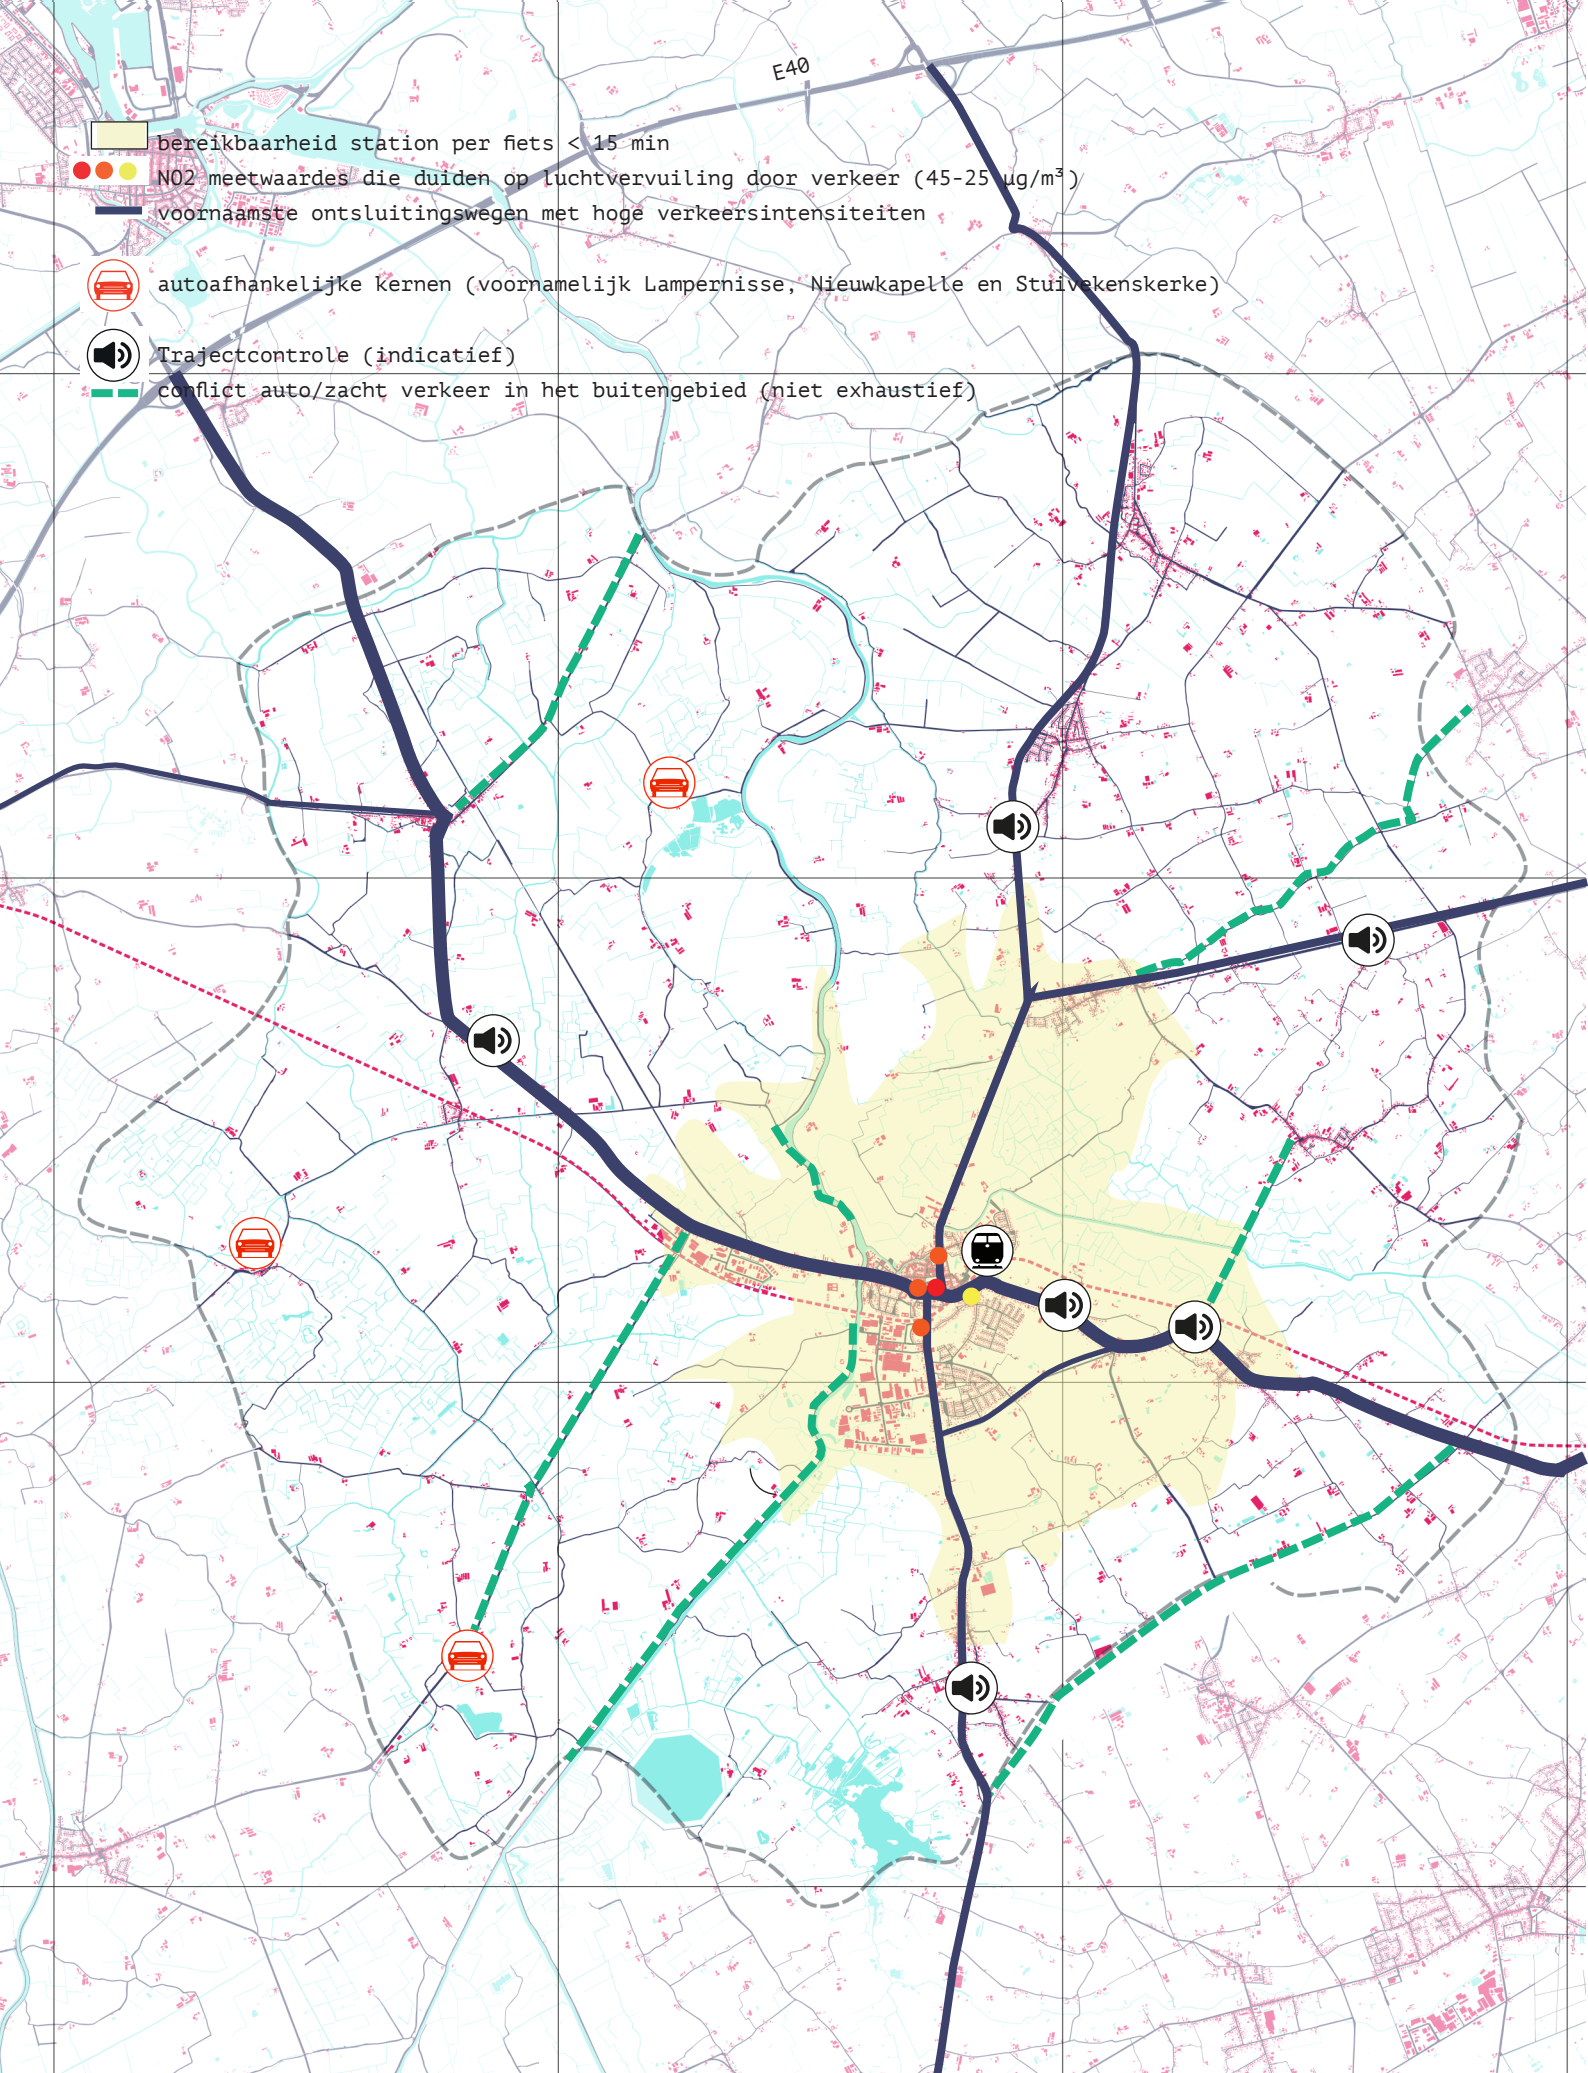 E40
bereikbaarheid station per fiets < 15 min
NO2 meetwaardes die duiden op luchtvervuiling door verkeer (45-25 µg/m³)
voornaamste ontsluitingswegen met hoge verkeersintensiteiten
autoafhankelijke kernen (voornamelijk Lampernisse, Nieuwkapelle en Stuivekenskerke)
Trajectcontrole (indicatief)
conflict auto/zacht verkeer in het buitengebied (niet exhaustief)